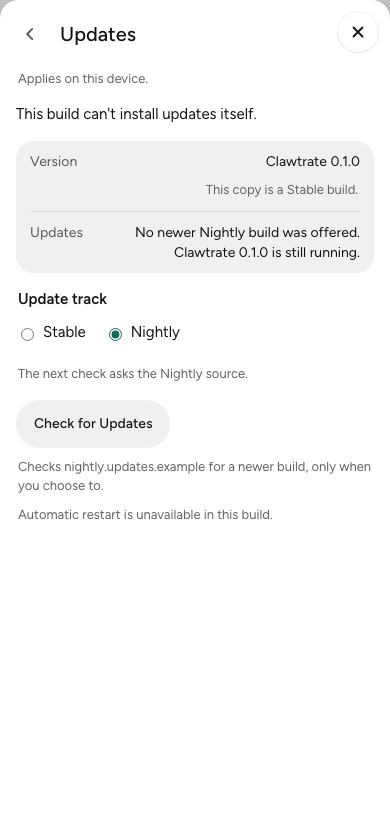 Updates
Applies on this device.
This build can't install updates itself.
Version
Clawtrate 0.1.0
This copy is a Stable build.
Updates
No newer Nightly build was offered.
Clawtrate 0.1.0 is still running.
Update track
Stable
Nightly
The next check asks the Nightly source.
Check for Updates
Checks nightly.updates.example for a newer build, only when
you choose to.
Automatic restart is unavailable in this build.